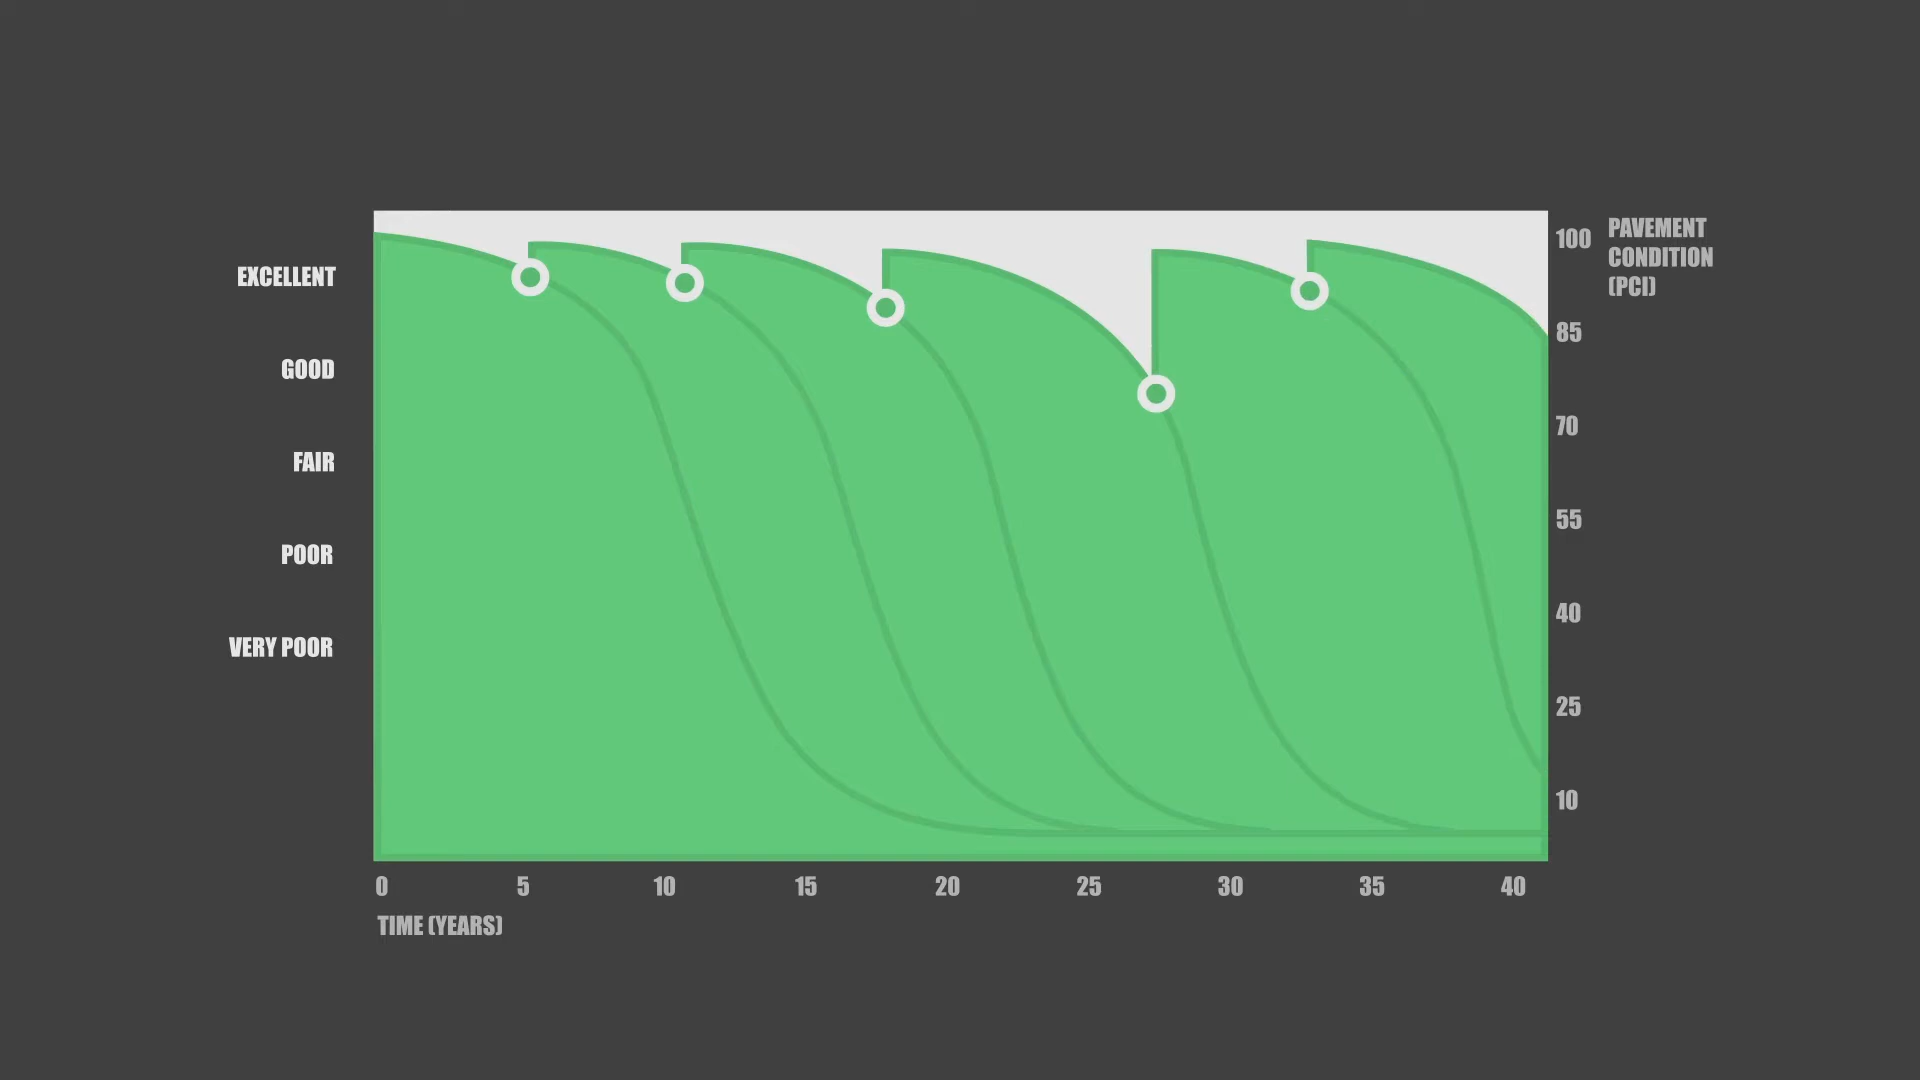 EXCELLENT
GOOD
FAIR
POOR
VERY POOR
100
85
70
55
40
25
10
PAVEMENT
CONDITION
(PCI)
0 5 10 15 20 25 30 35 40
TIME (YEARS)